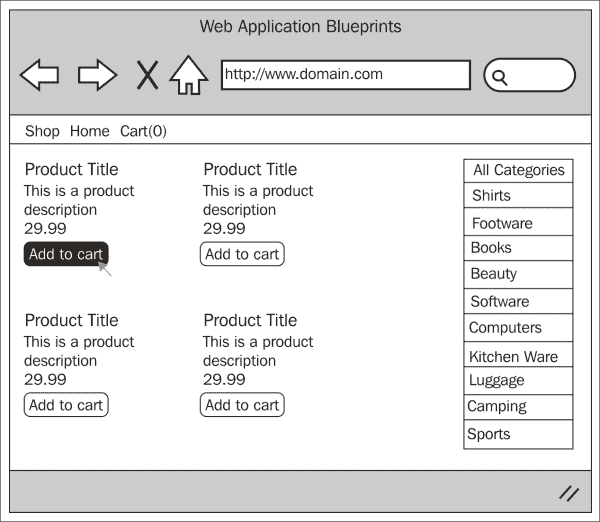 Web Application Blueprints
http://www.domain.com
Shop Home Cart(0)
Product Title
This is a product
description
29.99
Add to cart
Product Title
This is a product
description
29.99
Add to cart
Product Title
This is a product
description
29.99
Add to cart
Product Title
This is a product
description
29.99
Add to cart
All Categories
Shirts
Footware
Books
Beauty
Software
Computers
Kitchen Ware
Luggage
Camping
Sports